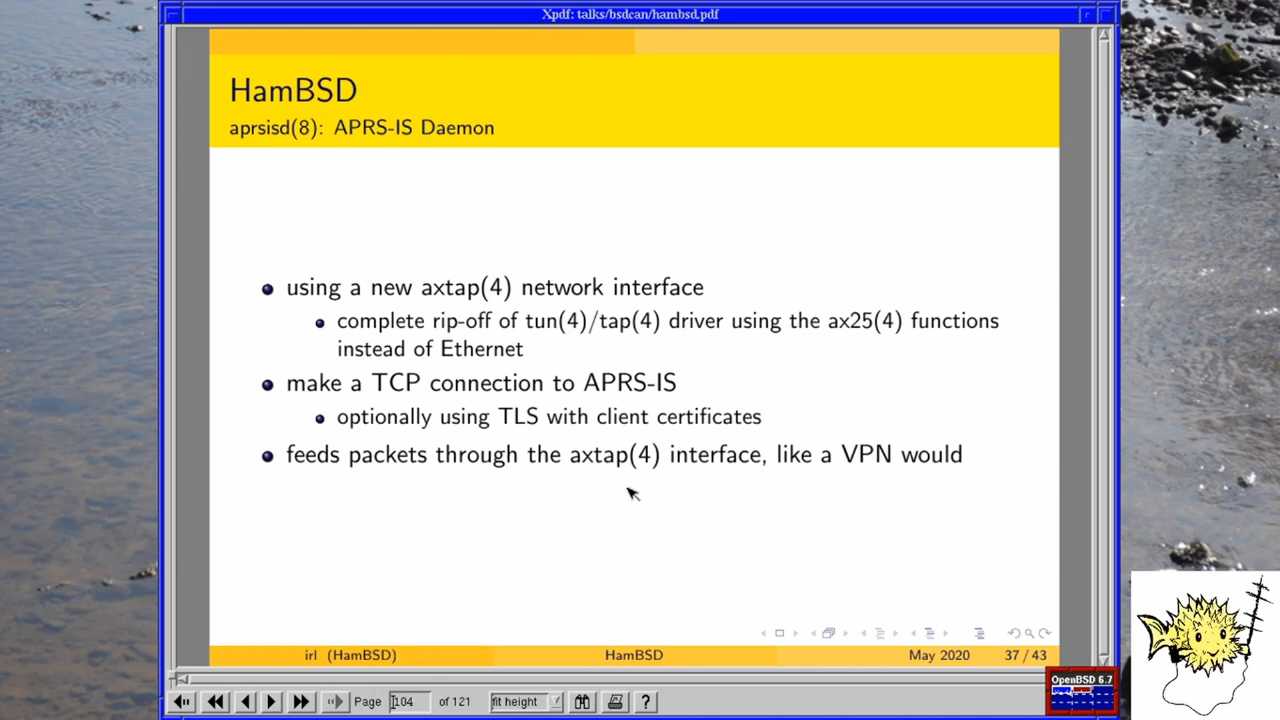 Xpdf: talks/bsdcan/hambsd.pdf
HamBSD
aprsisd(8): APRS-IS Daemon
using a new axtap(4) network interface
complete rip-off of tun(4)/tap(4) driver using the ax25(4) functions
instead of Ethernet
make a TCP connection to APRS-IS
optionally using TLS with client certificates
feeds packets through the axtap(4) interface, like a VPN would
irl (HamBSD) HamBSD May 2020 37 / 43
OpenBSD 6.7
Page 104 of 121 fit height ?